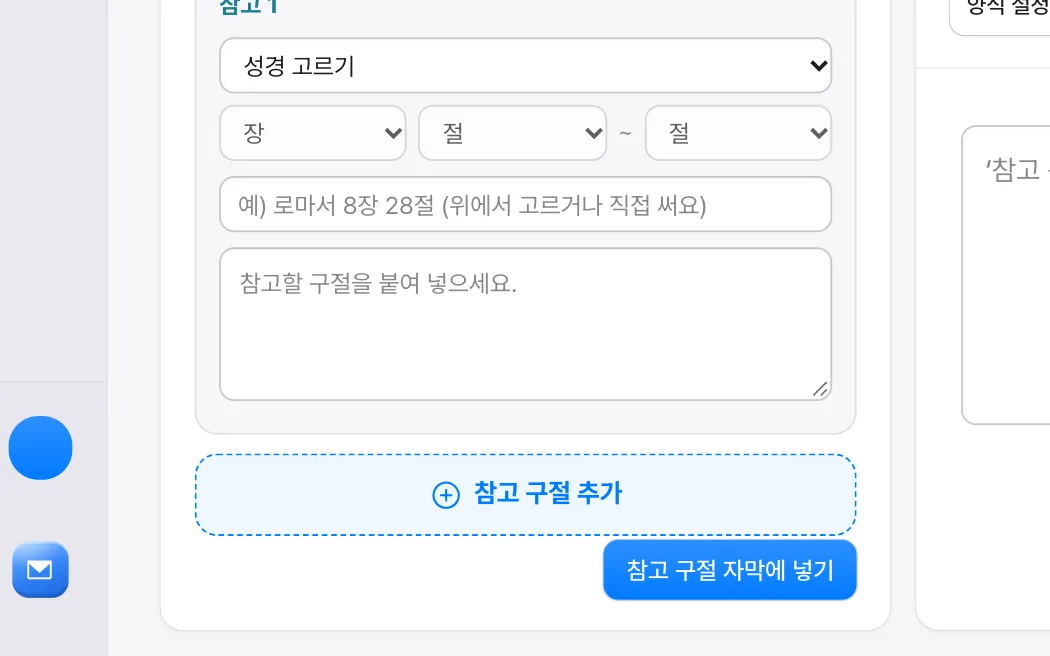 참고 1
양식 설정
성경 고르기
장 절 ~ 절
예) 로마서 8장 28절 (위에서 고르거나 직접 써요)
‘참고
참고할 구절을 붙여 넣으세요.
참고 구절 추가
참고 구절 자막에 넣기